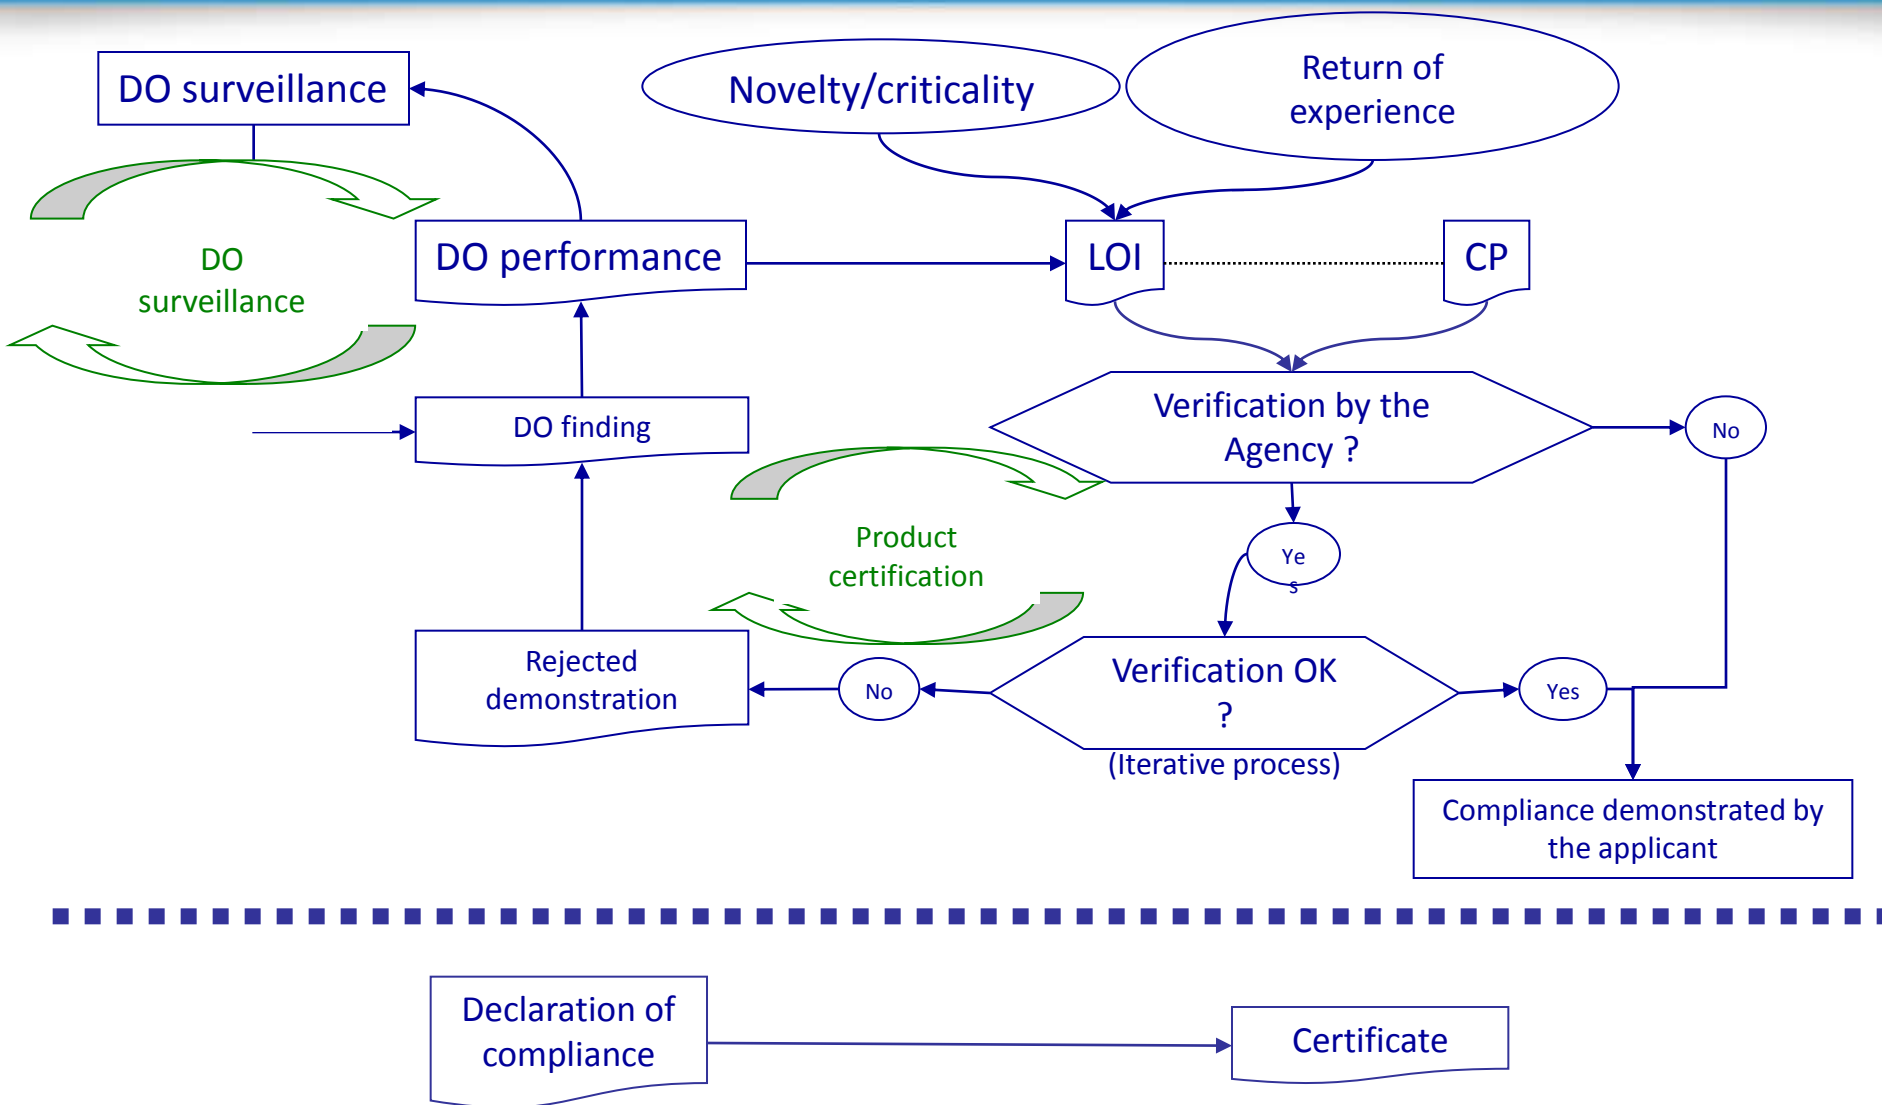 DO surveillance
Novelty/criticality
Return of
experience
DO
surveillance
DO performance
LOI
CP
DO finding
Verification by the
Agency ?
No
Product
certification
Ye
s
Rejected
demonstration
No
Verification OK
?
(Iterative process)
Yes
Compliance demonstrated by
the applicant
Declaration of
compliance
Certificate